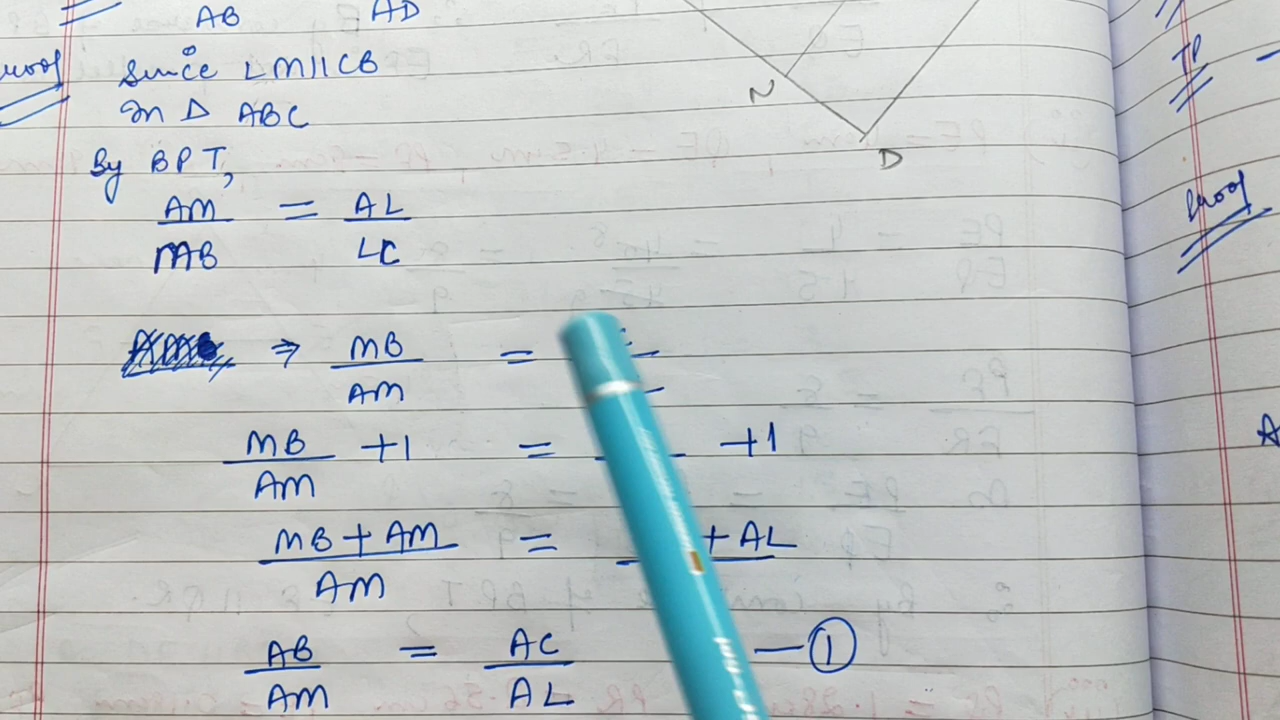 AB AD
Proof Since LM||CB
In Δ ABC
By BPT,
AM = AL
MB LC
⇒ MB =
AM
MB +1 = +1
AM
MB + AM = + AL
AM
AB = AC — ①
AM AL
N
D
TP
Proof
A